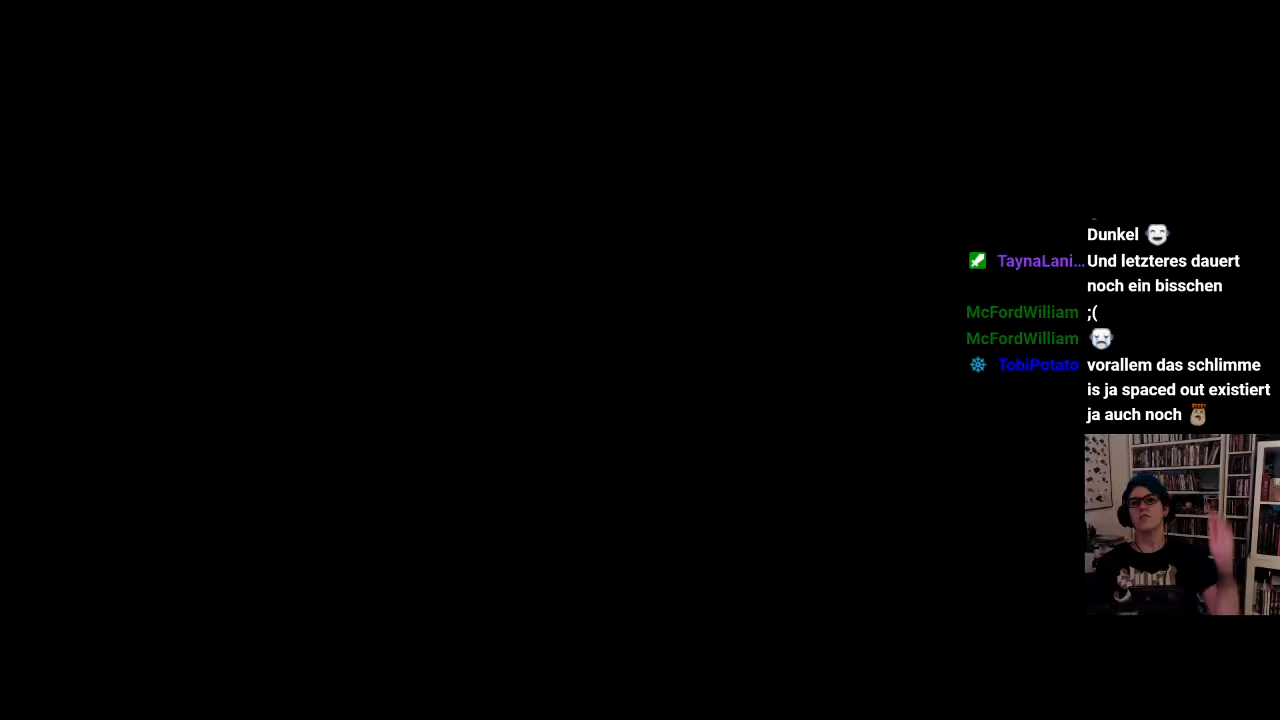 Dunkel
TaynaLani... Und letzteres dauert
noch ein bisschen
McFordWilliam ;(
McFordWilliam
TobiPotato vorallem das schlimme
is ja spaced out existiert
ja auch noch